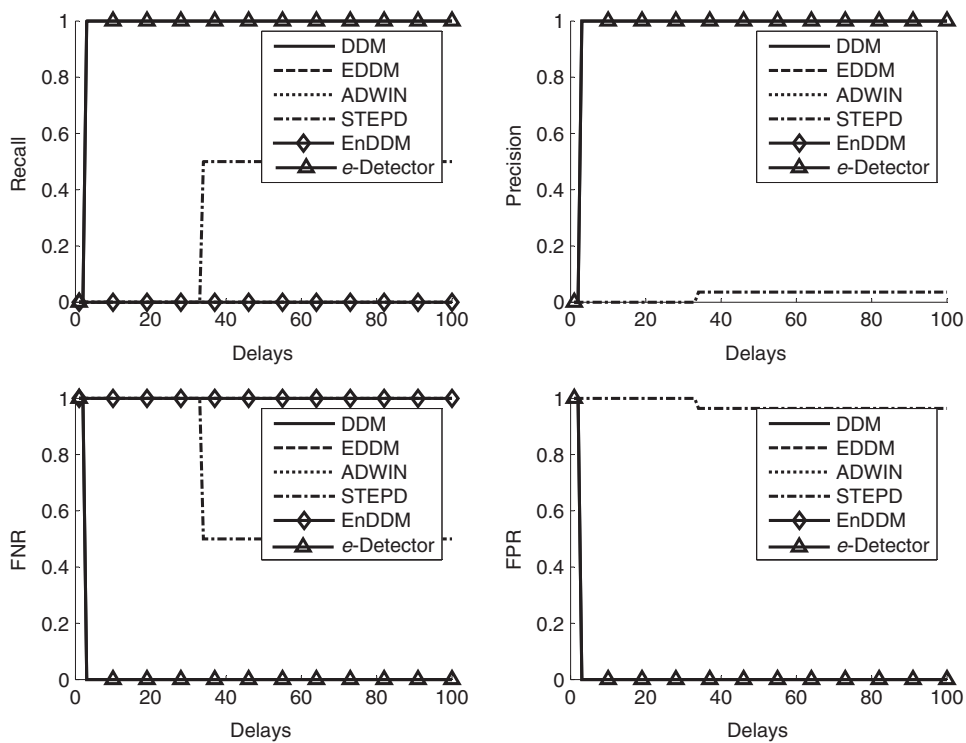 Recall
1
0.8
0.6
0.4
0.2
0
0 20 40 60 80 100
Delays
DDM
EDDM
ADWIN
STEPD
EnDDM
e-Detector
Precision
1
0.8
0.6
0.4
0.2
0
0 20 40 60 80 100
Delays
DDM
EDDM
ADWIN
STEPD
EnDDM
e-Detector
FNR
1
0.8
0.6
0.4
0.2
0
0 20 40 60 80 100
Delays
DDM
EDDM
ADWIN
STEPD
EnDDM
e-Detector
FPR
1
0.8
0.6
0.4
0.2
0
0 20 40 60 80 100
Delays
DDM
EDDM
ADWIN
STEPD
EnDDM
e-Detector